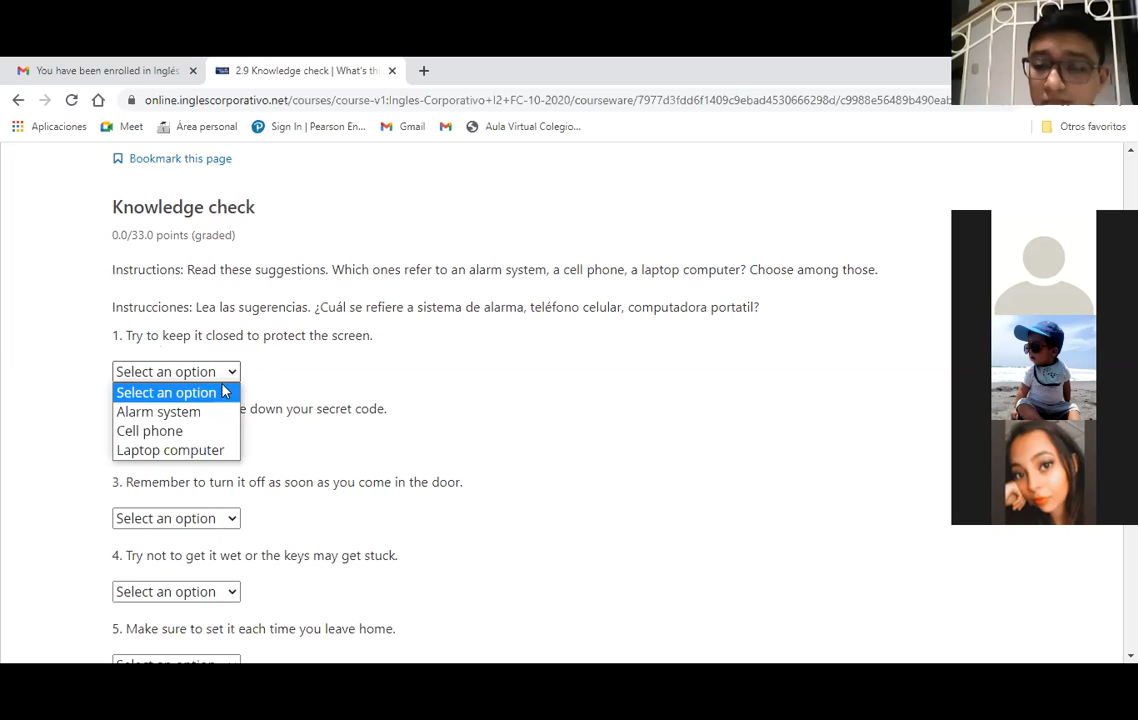 You have been enrolled in Inglés
2.9 Knowledge check | What's th
online.inglescorporativo.net/courses/course-v1:Ingles-Corporativo+I2+FC-10-2020/courseware/7977d3fdd6f1409c9ebad4530666298d/c9988e56489b490eab
Aplicaciones Meet Área personal Sign In | Pearson En... Gmail Aula Virtual Colegio... Otros favoritos
Bookmark this page
Knowledge check
0.0/33.0 points (graded)
Instructions: Read these suggestions. Which ones refer to an alarm system, a cell phone, a laptop computer? Choose among those.
Instrucciones: Lea las sugerencias. ¿Cuál se refiere a sistema de alarma, teléfono celular, computadora portatil?
1. Try to keep it closed to protect the screen.
Select an option
Select an option
Alarm system
Cell phone
Laptop computer
e down your secret code.
3. Remember to turn it off as soon as you come in the door.
Select an option
4. Try not to get it wet or the keys may get stuck.
Select an option
5. Make sure to set it each time you leave home.